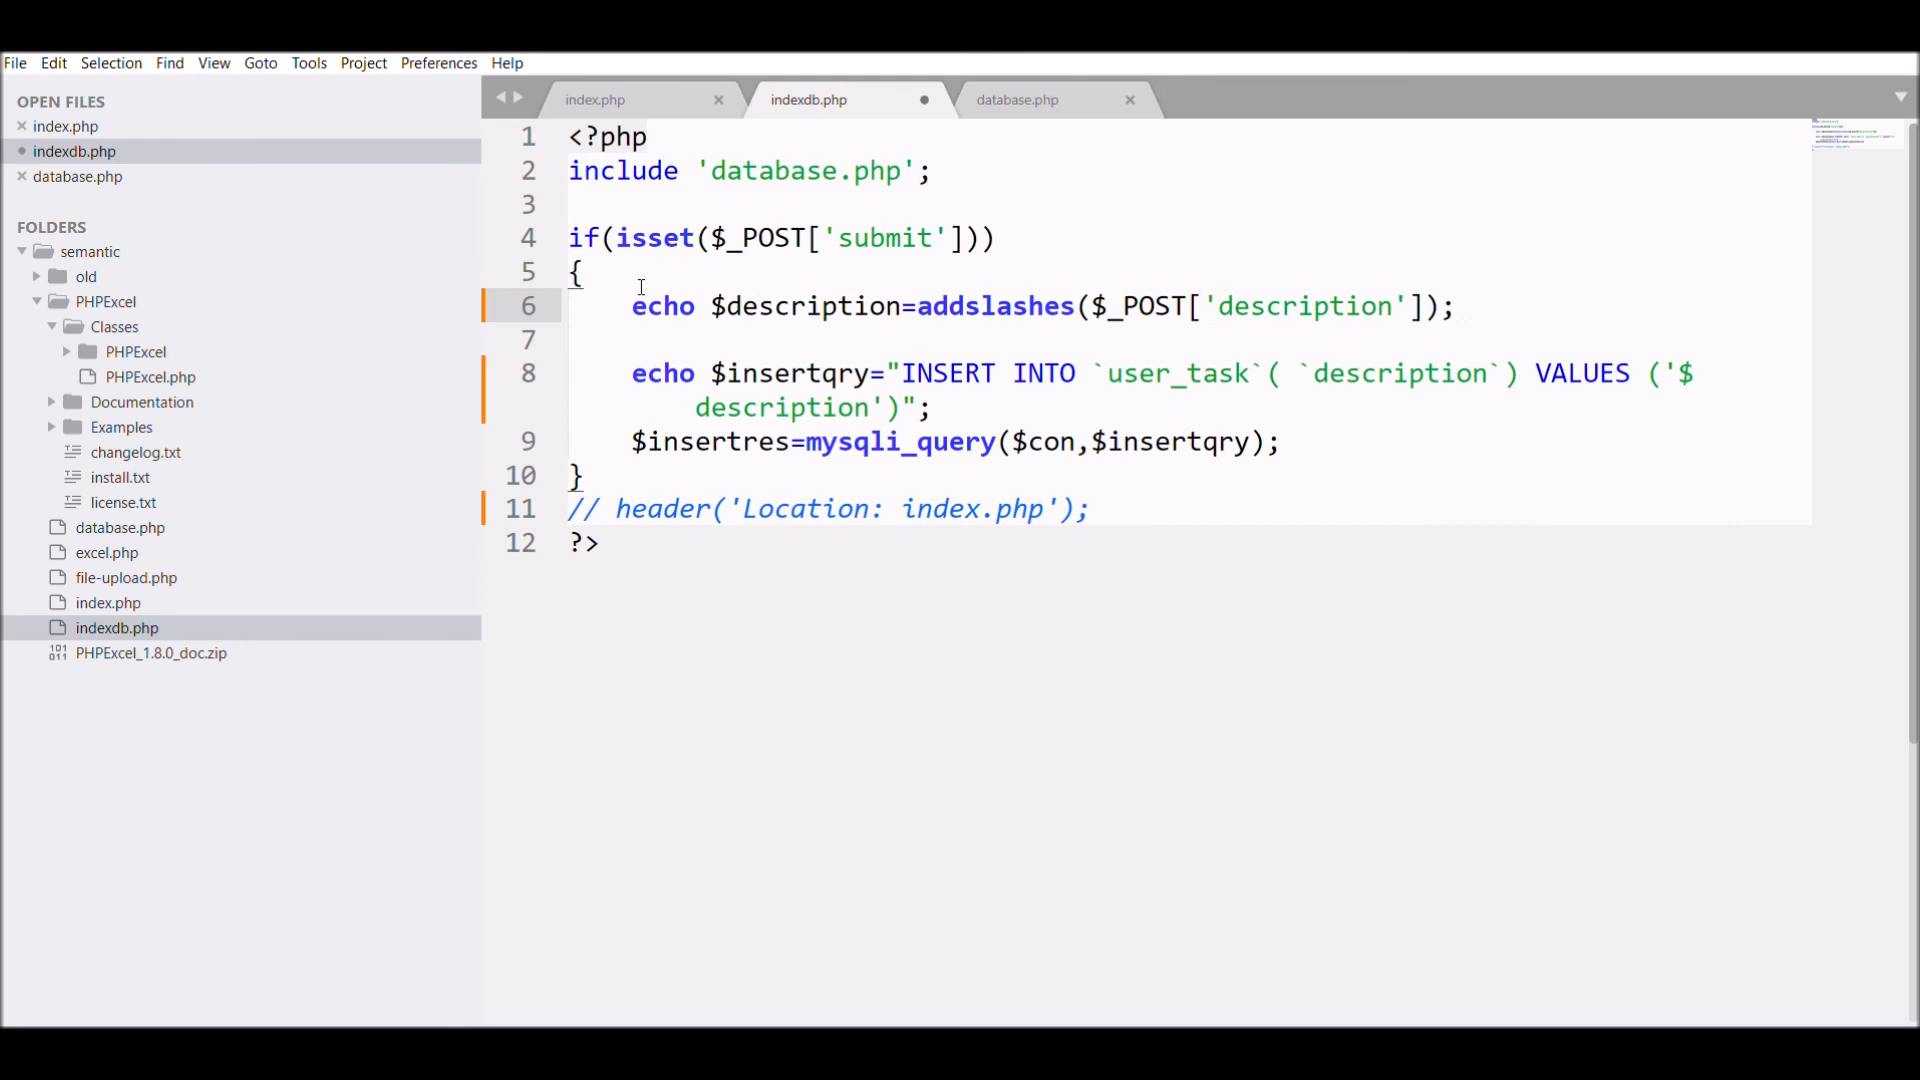 File Edit Selection Find View Goto Tools Project Preferences Help
OPEN FILES
index.php
indexdb.php
database.php
FOLDERS
semantic
old
PHPExcel
Classes
PHPExcel
PHPExcel.php
Documentation
Examples
changelog.txt
install.txt
license.txt
database.php
excel.php
file-upload.php
index.php
indexdb.php
PHPExcel_1.8.0_doc.zip
index.php indexdb.php database.php
1 <?php
2 include 'database.php';
3
4 if(isset($_POST['submit']))
5 {
6 echo $description=addslashes($_POST['description']);
7
8 echo $insertqry="INSERT INTO `user_task`( `description`) VALUES ('$
description')";
9 $insertres=mysqli_query($con,$insertqry);
10 }
11 // header('Location: index.php');
12 ?>